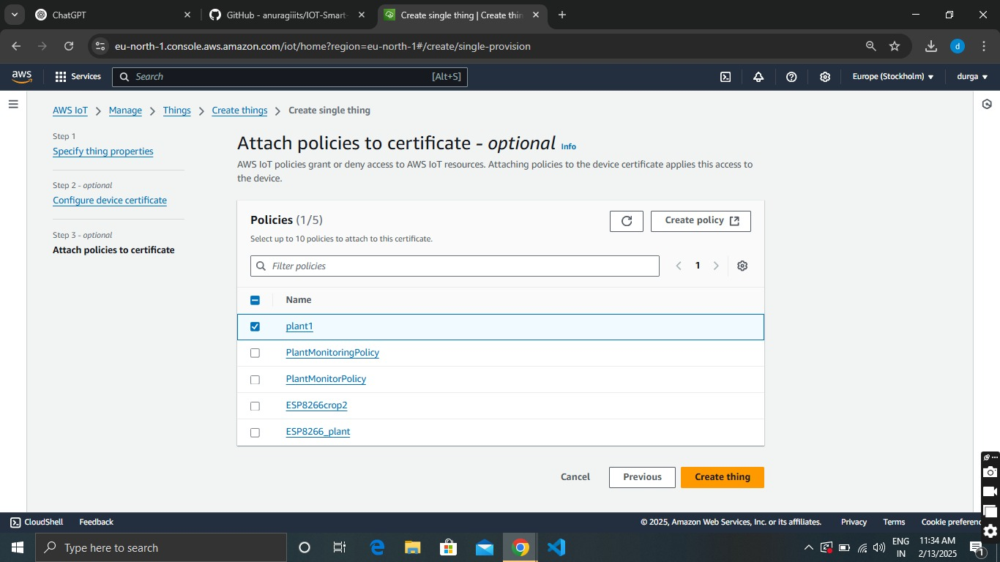 ChatGPT
GitHub - anuragiiits/IOT-Smart-
Create single thing | Create thin
eu-north-1.console.aws.amazon.com/iot/home?region=eu-north-1#/create/single-provision
d
aws
Services
Search
[Alt+S]
Europe (Stockholm)
durga
AWS IoT
Manage
Things
Create things
Create single thing
Step 1
Specify thing properties
Step 2 - optional
Configure device certificate
Step 3 - optional
Attach policies to certificate
Attach policies to certificate - optional Info
AWS IoT policies grant or deny access to AWS IoT resources. Attaching policies to the device certificate applies this access to
the device.
Policies (1/5)
Select up to 10 policies to attach to this certificate.
Create policy
Filter policies
1
Name
plant1
PlantMonitoringPolicy
PlantMonitorPolicy
ESP8266crop2
ESP8266_plant
Cancel
Previous
Create thing
CloudShell
Feedback
© 2025, Amazon Web Services, Inc. or its affiliates.
Privacy
Terms
Cookie preferenc
Type here to search
ENG
IN
11:34 AM
2/13/2025
1